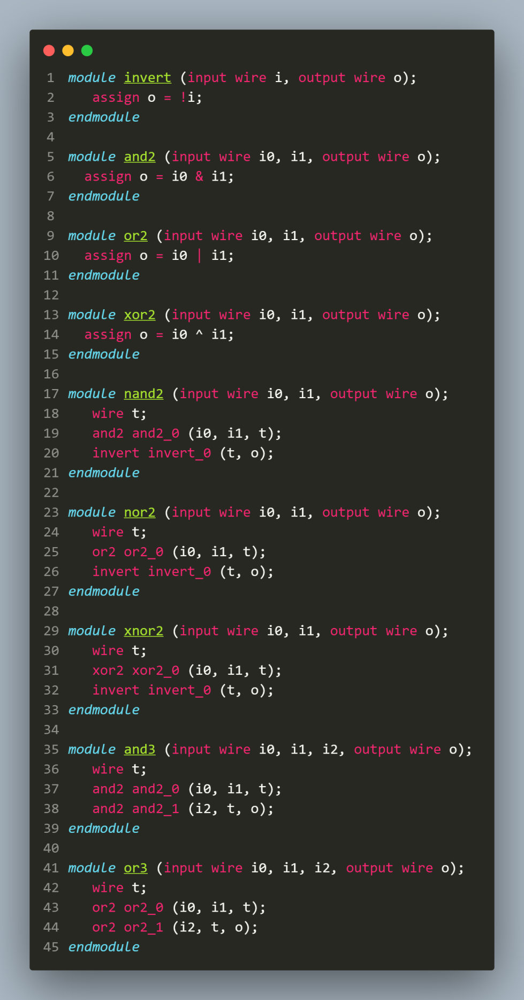 1 module invert (input wire i, output wire o);
2    assign o = !i;
3 endmodule
4
5 module and2 (input wire i0, i1, output wire o);
6   assign o = i0 & i1;
7 endmodule
8
9 module or2 (input wire i0, i1, output wire o);
10   assign o = i0 | i1;
11 endmodule
12
13 module xor2 (input wire i0, i1, output wire o);
14   assign o = i0 ^ i1;
15 endmodule
16
17 module nand2 (input wire i0, i1, output wire o);
18    wire t;
19    and2 and2_0 (i0, i1, t);
20    invert invert_0 (t, o);
21 endmodule
22
23 module nor2 (input wire i0, i1, output wire o);
24    wire t;
25    or2 or2_0 (i0, i1, t);
26    invert invert_0 (t, o);
27 endmodule
28
29 module xnor2 (input wire i0, i1, output wire o);
30    wire t;
31    xor2 xor2_0 (i0, i1, t);
32    invert invert_0 (t, o);
33 endmodule
34
35 module and3 (input wire i0, i1, i2, output wire o);
36    wire t;
37    and2 and2_0 (i0, i1, t);
38    and2 and2_1 (i2, t, o);
39 endmodule
40
41 module or3 (input wire i0, i1, i2, output wire o);
42    wire t;
43    or2 or2_0 (i0, i1, t);
44    or2 or2_1 (i2, t, o);
45 endmodule